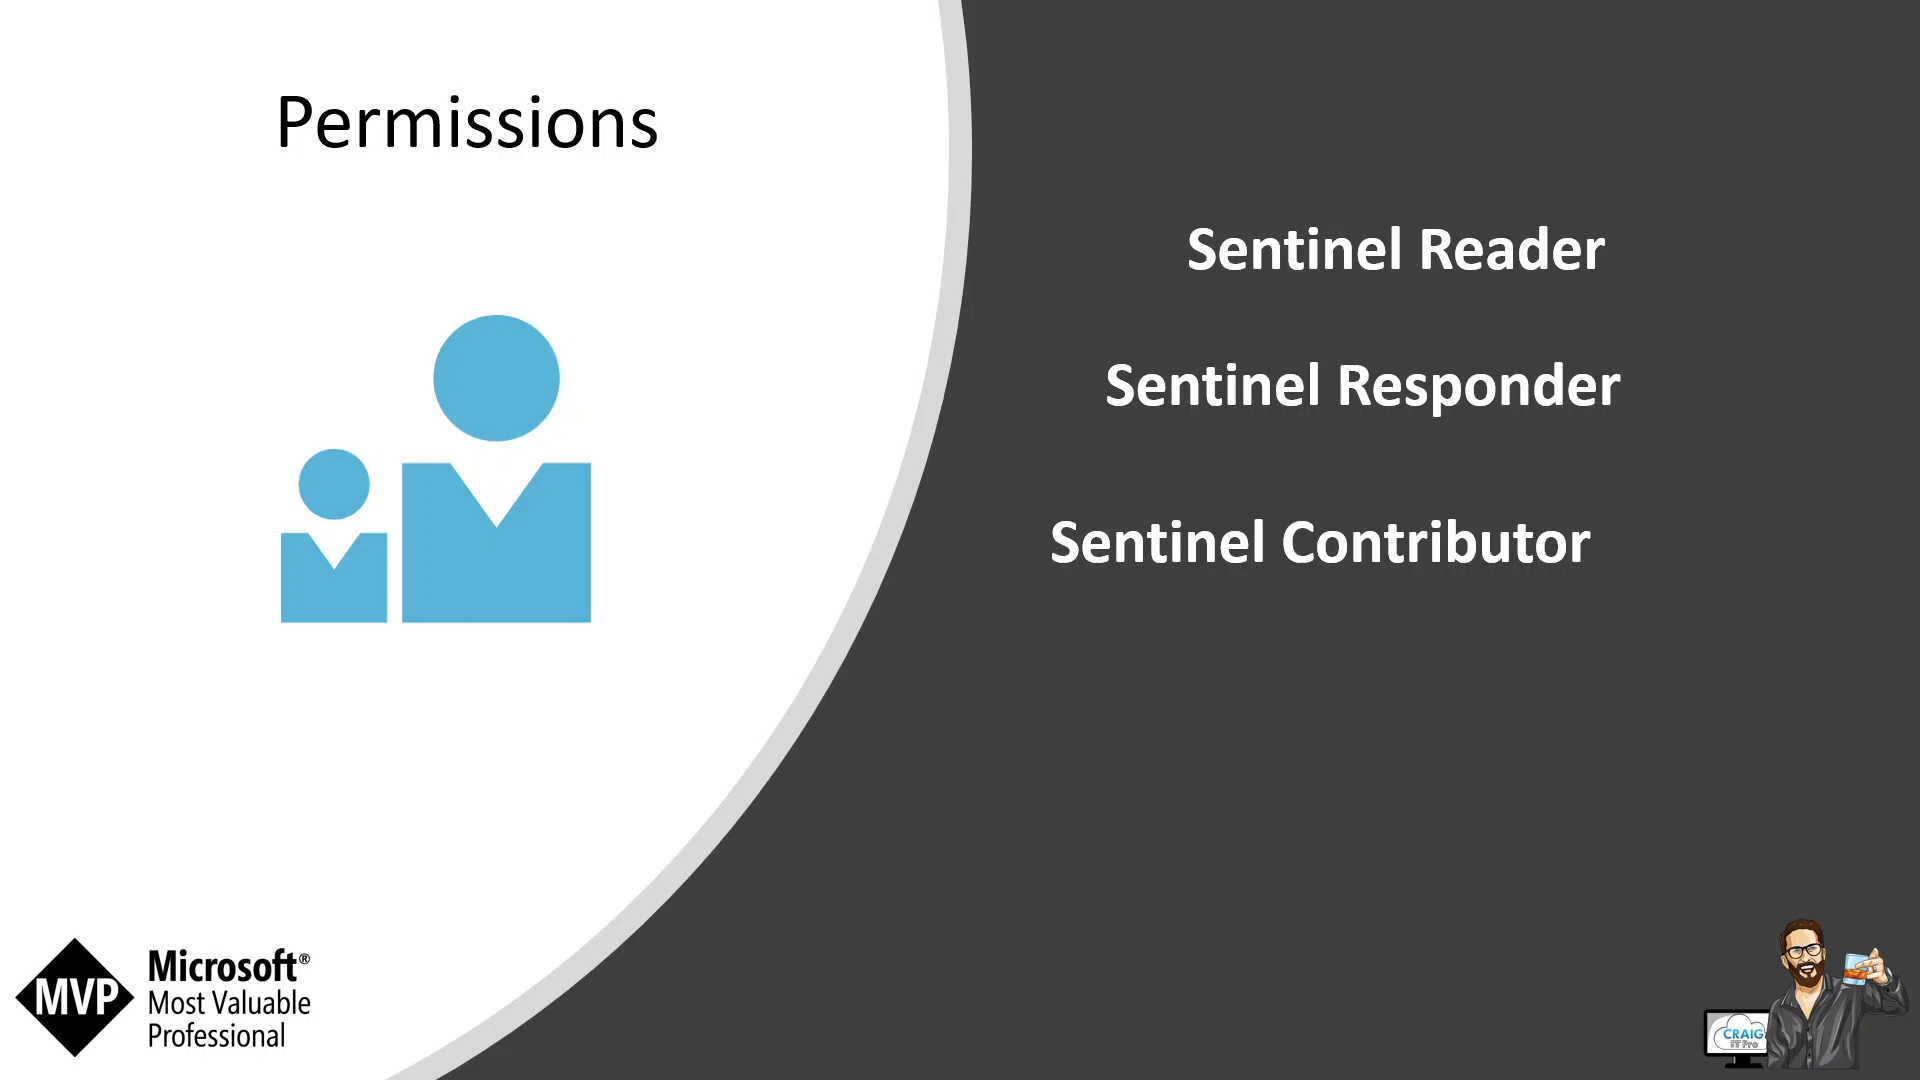 Permissions
Sentinel Reader
Sentinel Responder
Sentinel Contributor
MVP
Microsoft®
Most Valuable
Professional
CRAIG
IT Pro